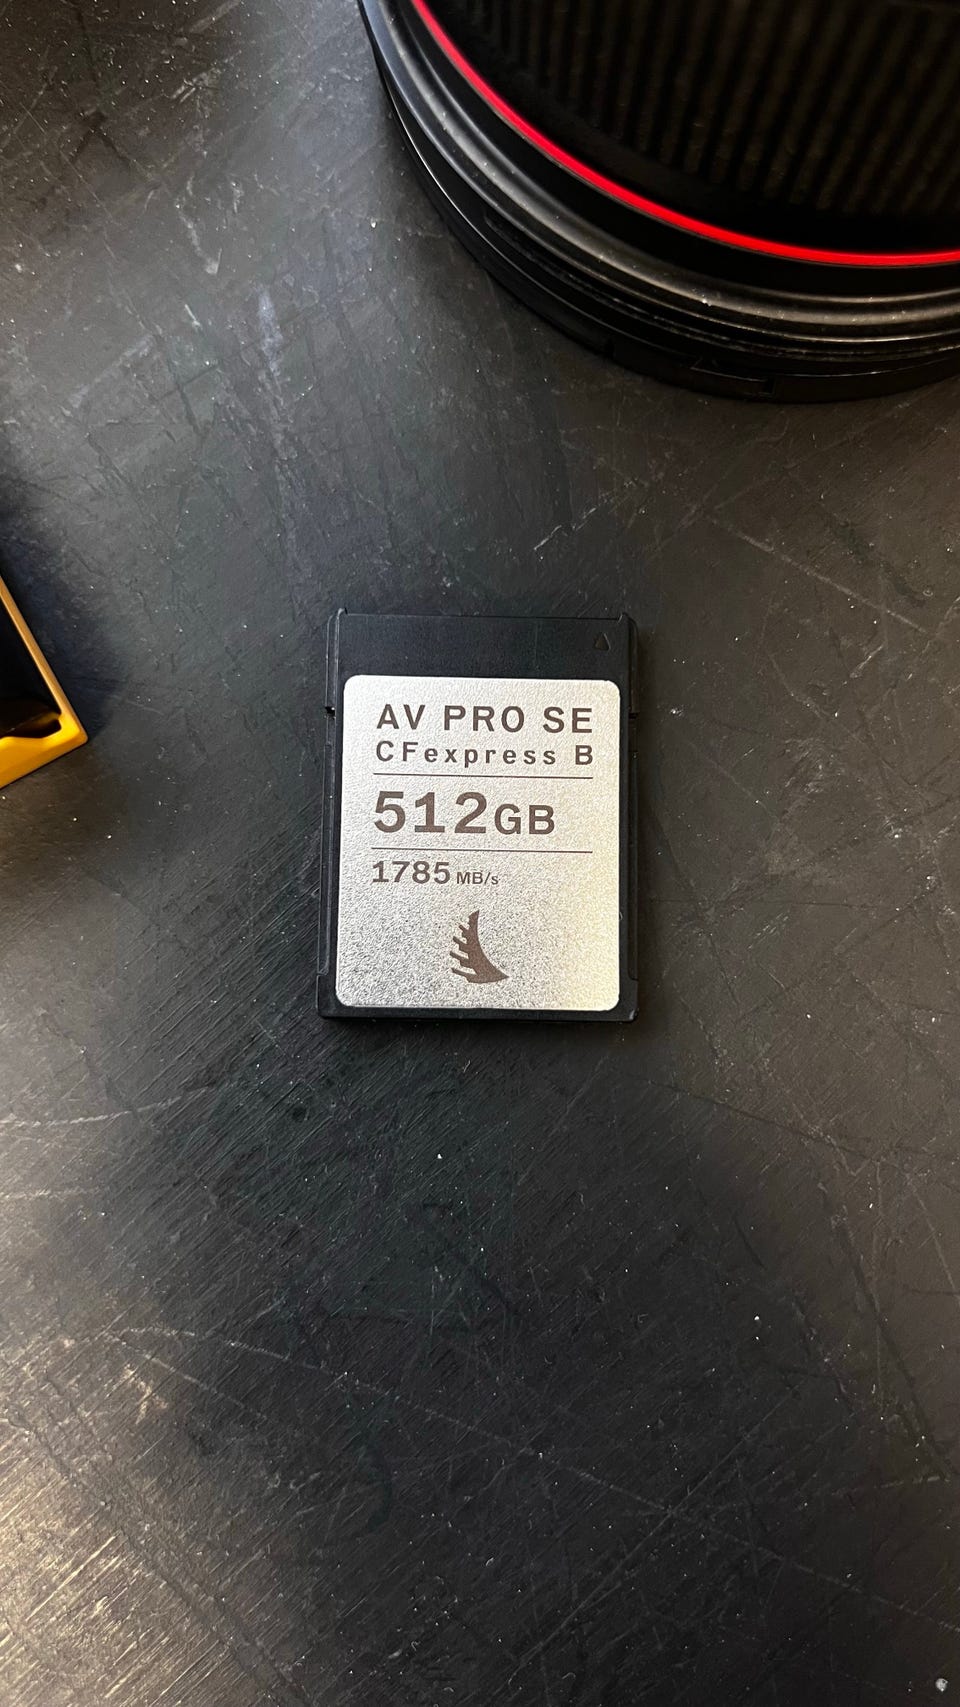 AV PRO SE
CFexpress B
512GB
1785 MB/s